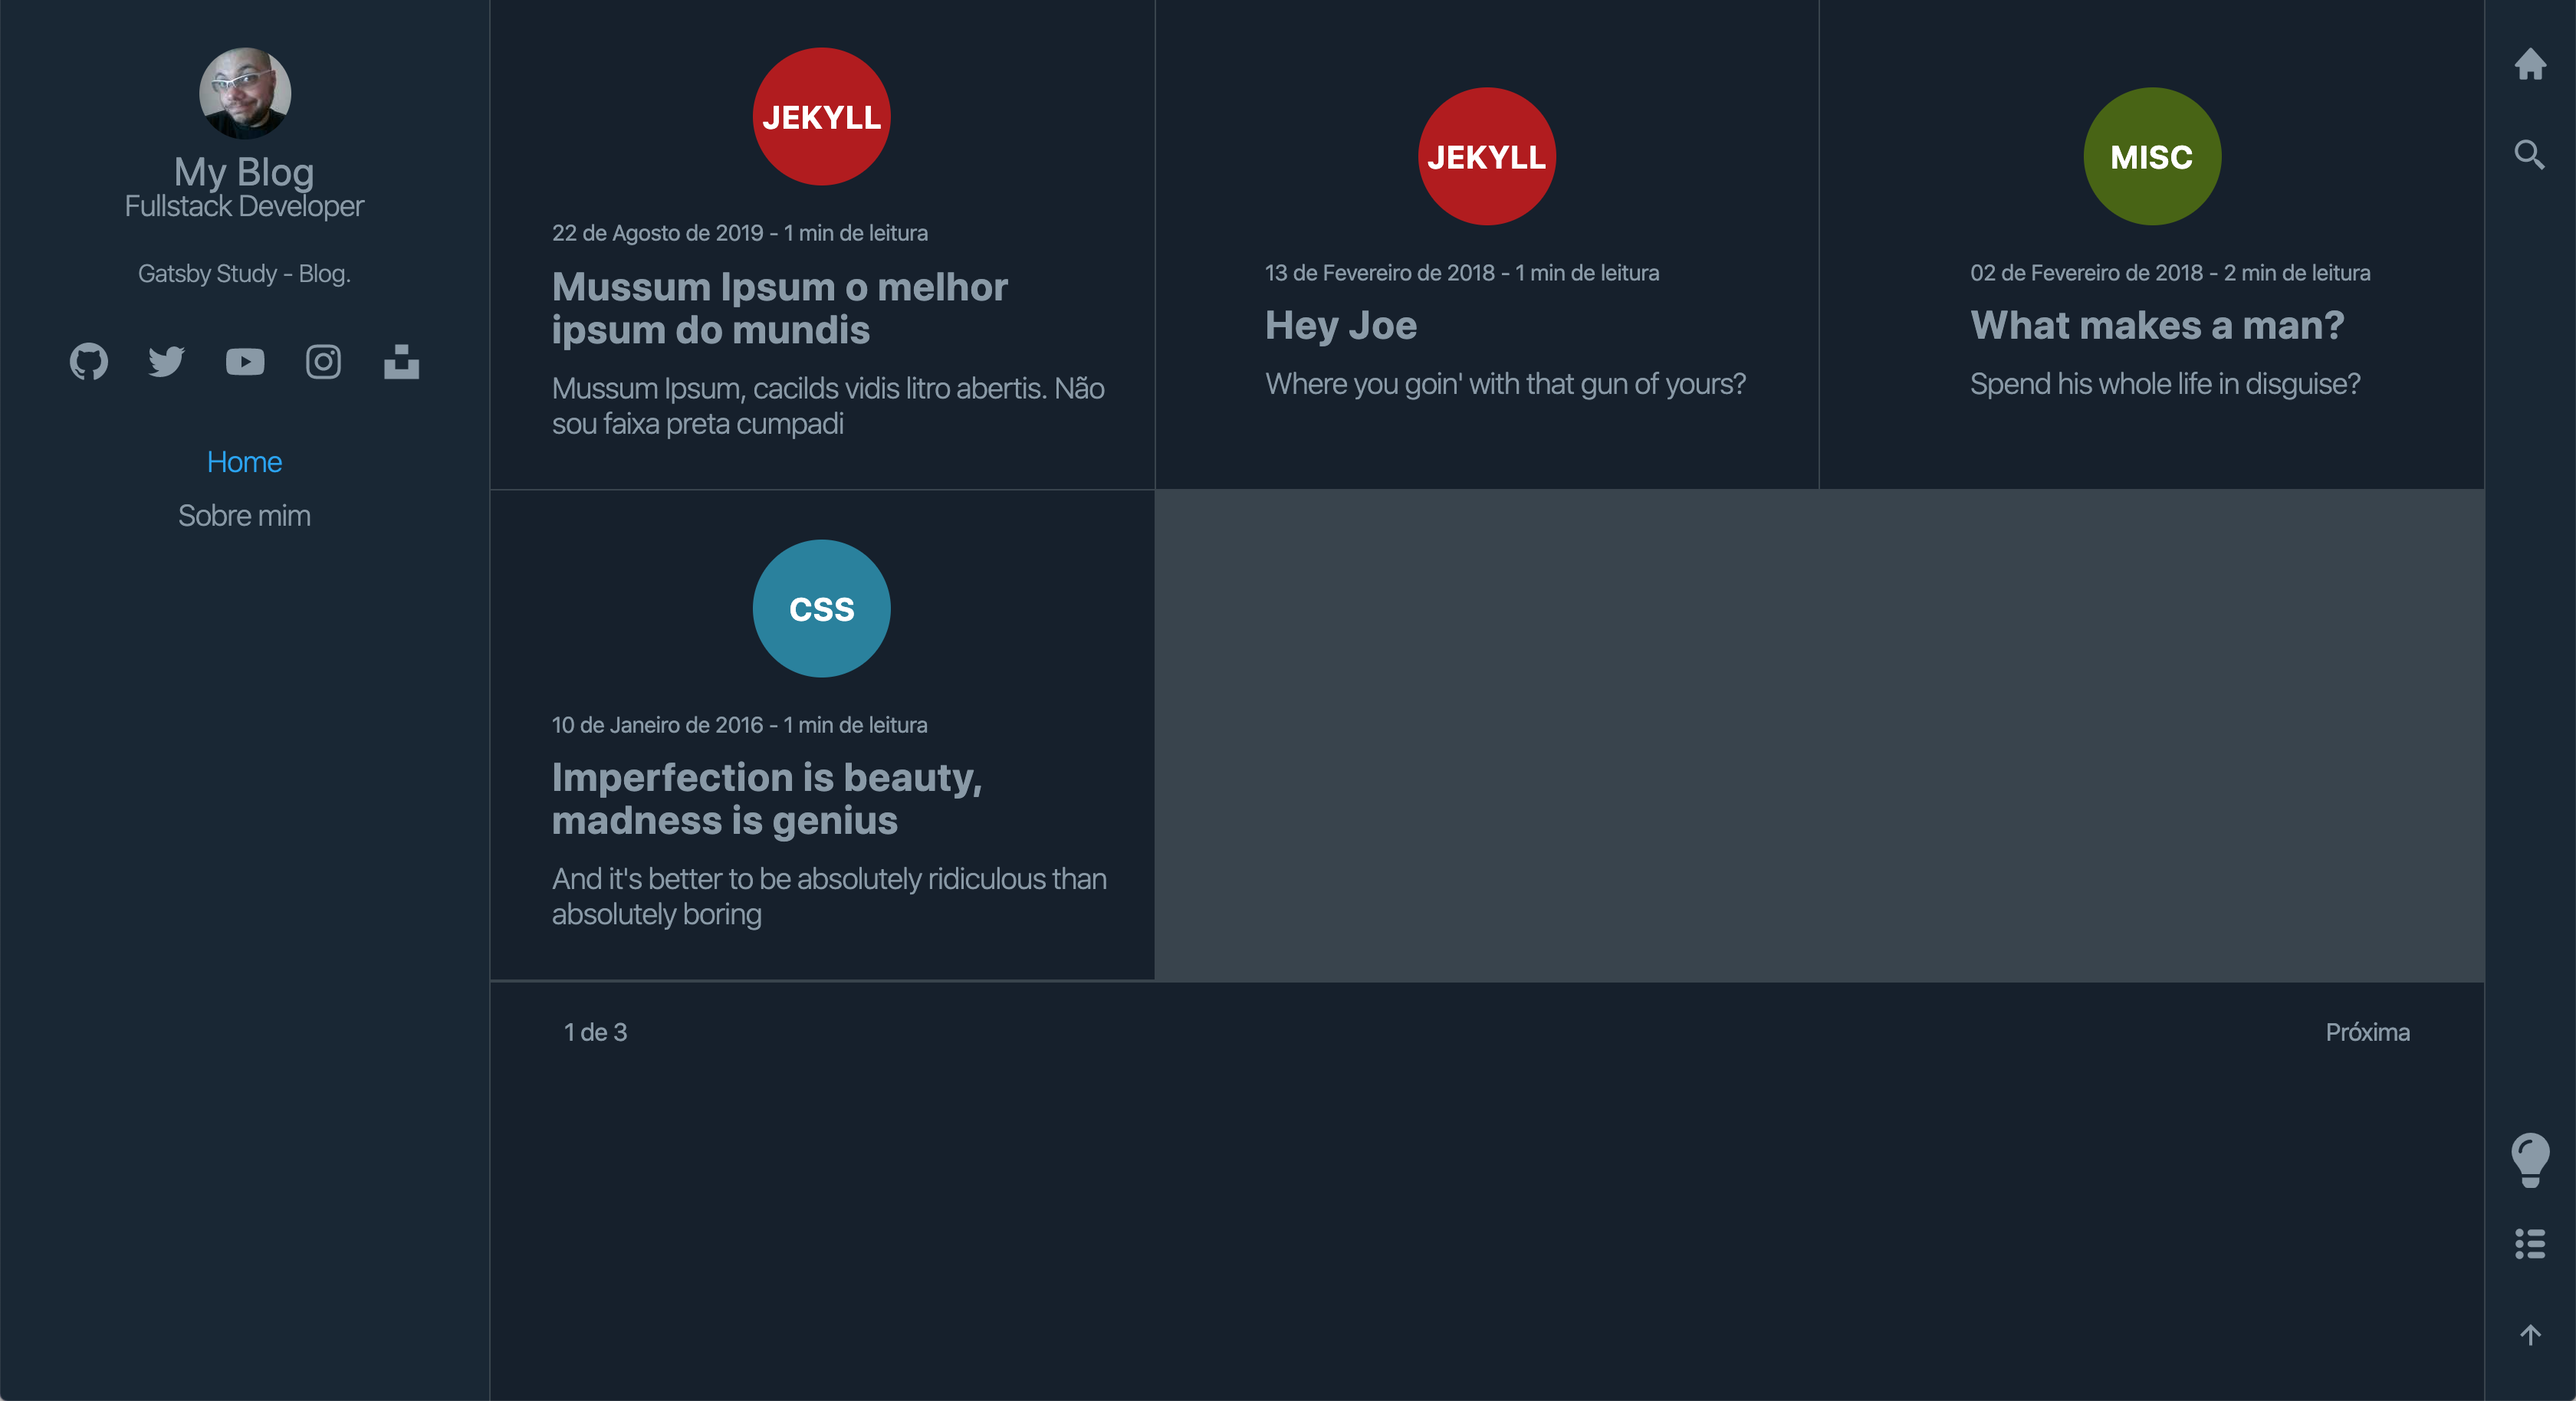 My Blog
Fullstack Developer
Gatsby Study - Blog.
Home
Sobre mim
JEKYLL
22 de Agosto de 2019 - 1 min de leitura
Mussum Ipsum o melhor
ipsum do mundis
Mussum Ipsum, cacilds vidis litro abertis. Não
sou faixa preta cumpadi
JEKYLL
13 de Fevereiro de 2018 - 1 min de leitura
Hey Joe
Where you goin' with that gun of yours?
MISC
02 de Fevereiro de 2018 - 2 min de leitura
What makes a man?
Spend his whole life in disguise?
CSS
10 de Janeiro de 2016 - 1 min de leitura
Imperfection is beauty,
madness is genius
And it's better to be absolutely ridiculous than
absolutely boring
1 de 3
Próxima